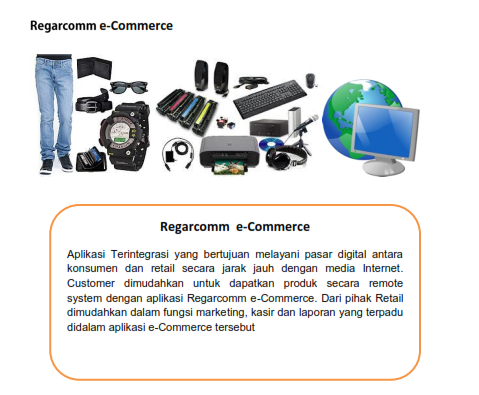 Regarcomm e-Commerce
Regarcomm e-Commerce
Aplikasi Terintegrasi yang bertujuan melayani pasar digital antara
konsumen dan retail secara jarak jauh dengan media Internet.
Customer dimudahkan untuk dapatkan produk secara remote
system dengan aplikasi Regarcomm e-Commerce. Dari pihak Retail
dimudahkan dalam fungsi marketing, kasir dan laporan yang terpadu
didalam aplikasi e-Commerce tersebut